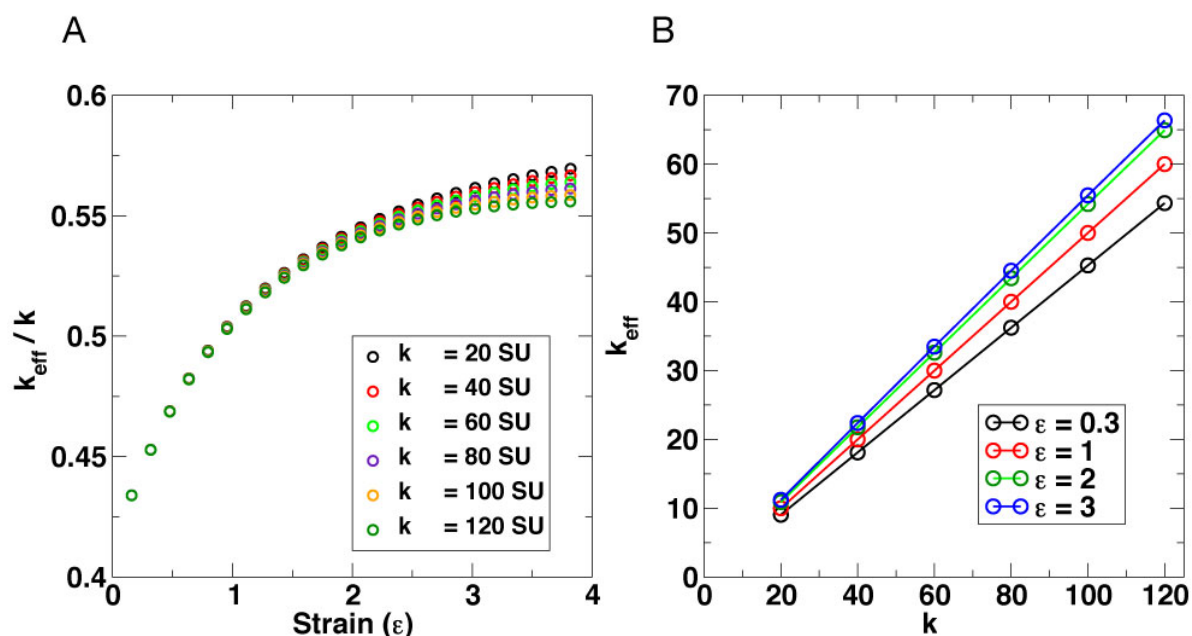 A
B
0.6
0.55
0.5
0.45
0.4
k_eff / k
0
1
2
3
4
Strain (ε)
k = 20 SU
k = 40 SU
k = 60 SU
k = 80 SU
k = 100 SU
k = 120 SU
70
60
50
40
30
20
10
0
k_eff
0
20
40
60
80
100
120
k
ε = 0.3
ε = 1
ε = 2
ε = 3